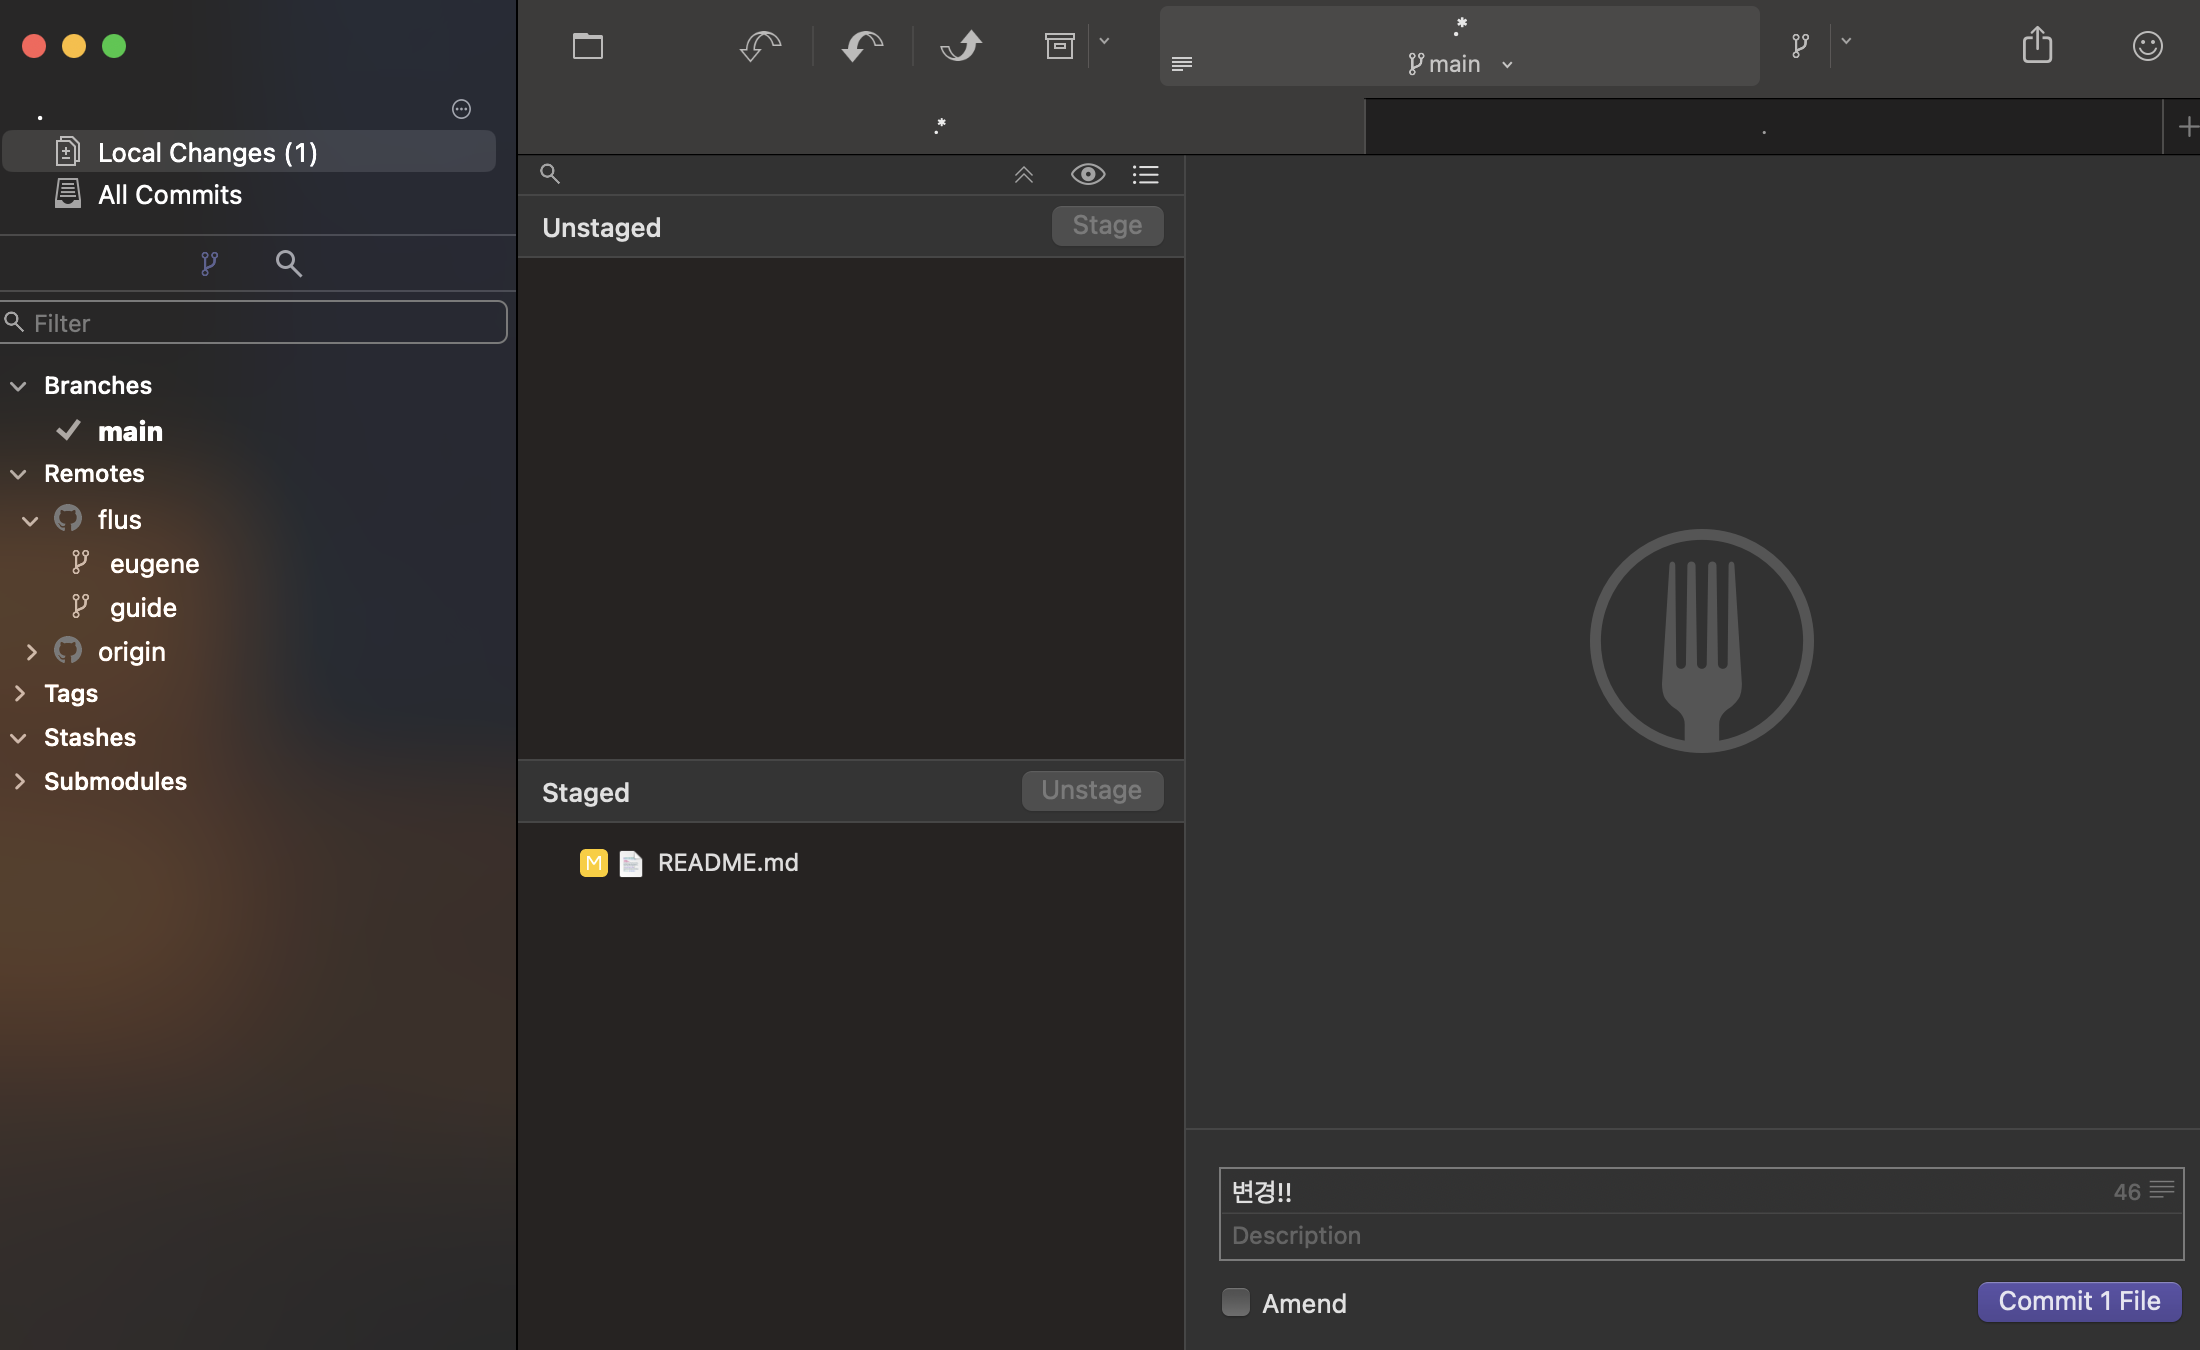 .
Local Changes (1)
All Commits
Filter
Branches
main
Remotes
flus
eugene
guide
origin
Tags
Stashes
Submodules
.*
main
.*
.
Unstaged
Stage
Staged
Unstage
M README.md
변경!!
46
Description
Amend
Commit 1 File